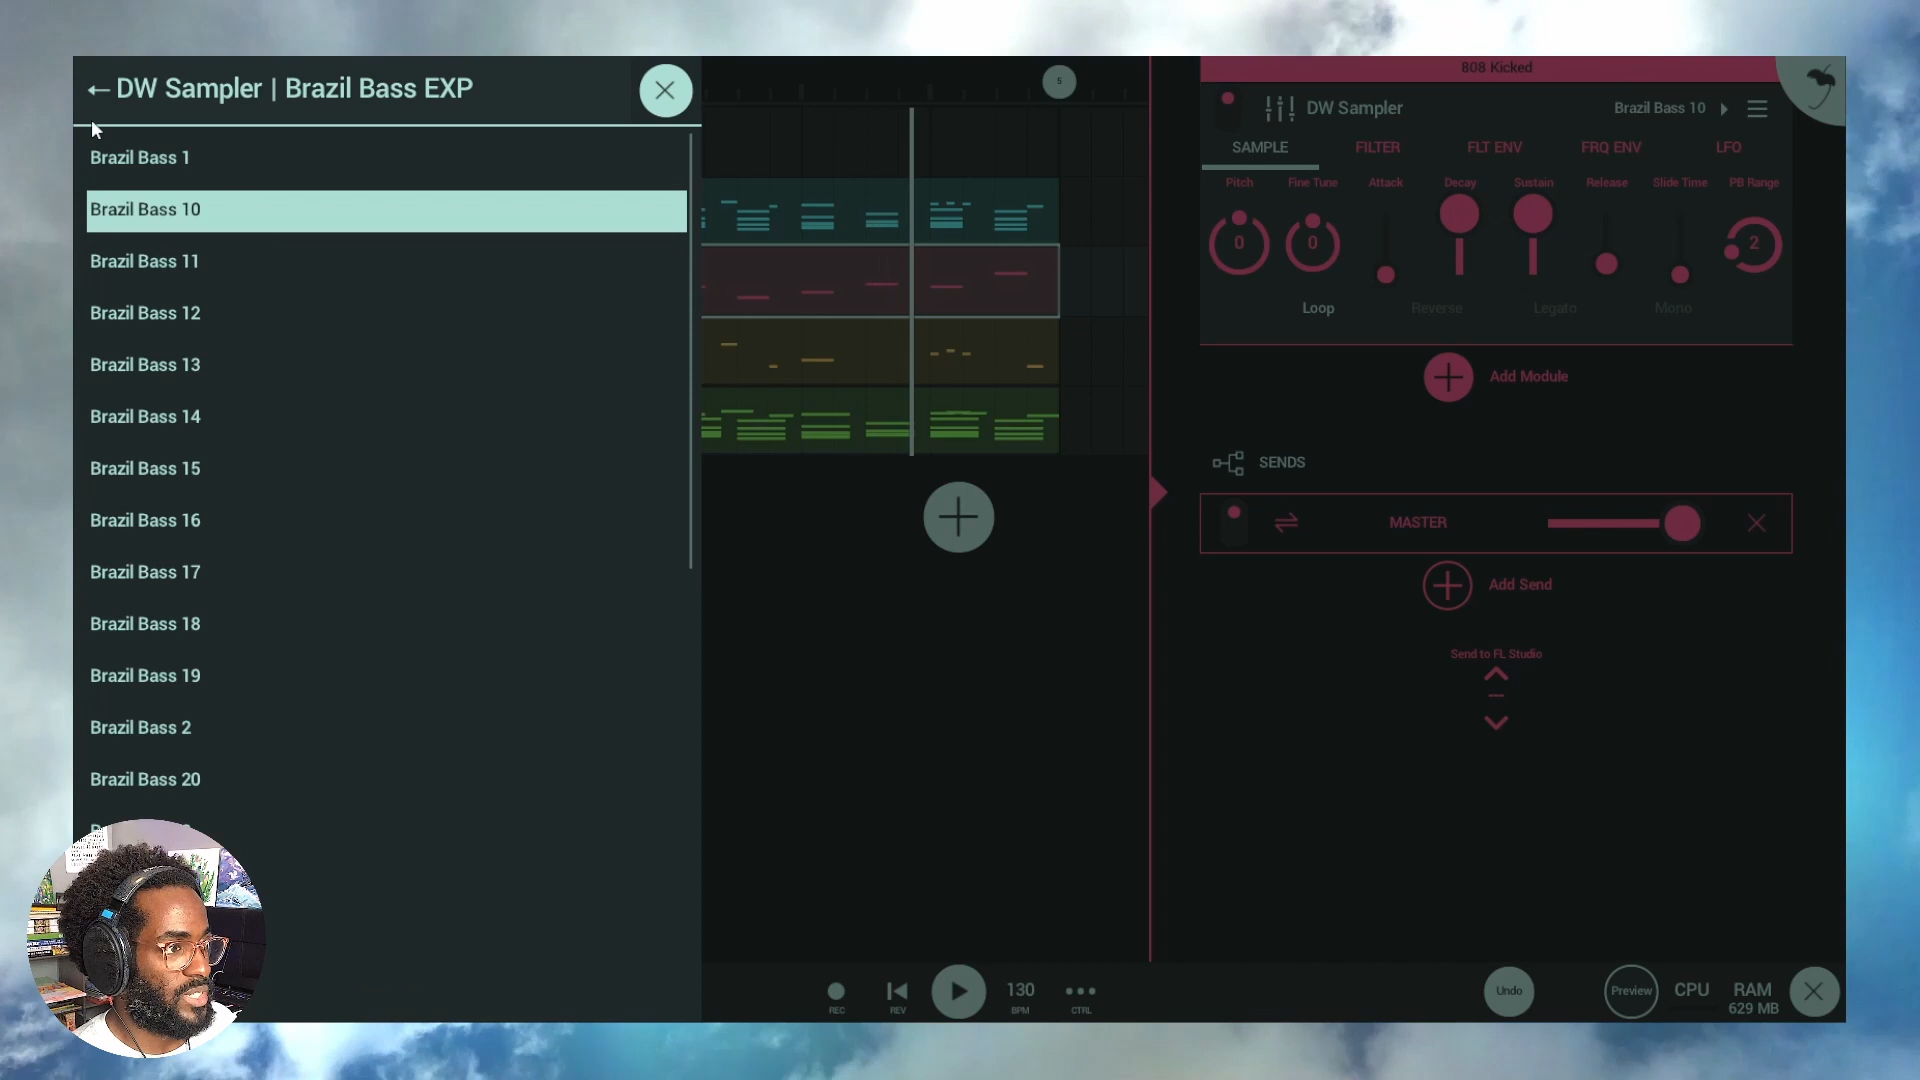 DW Sampler | Brazil Bass EXP
Brazil Bass 1
Brazil Bass 10
Brazil Bass 11
Brazil Bass 12
Brazil Bass 13
Brazil Bass 14
Brazil Bass 15
Brazil Bass 16
Brazil Bass 17
Brazil Bass 18
Brazil Bass 19
Brazil Bass 2
Brazil Bass 20
5
808 Kicked
DW Sampler Brazil Bass 10
SAMPLE FILTER FLT ENV FRQ ENV LFO
Pitch Fine Tune Attack Decay Sustain Release Slide Time PB Range
0 0 2
Loop Reverse Legato Mono
Add Module
SENDS
MASTER
Add Send
Send to FL Studio
130
REC REV BPM CTRL
Undo Preview CPU RAM
629 MB